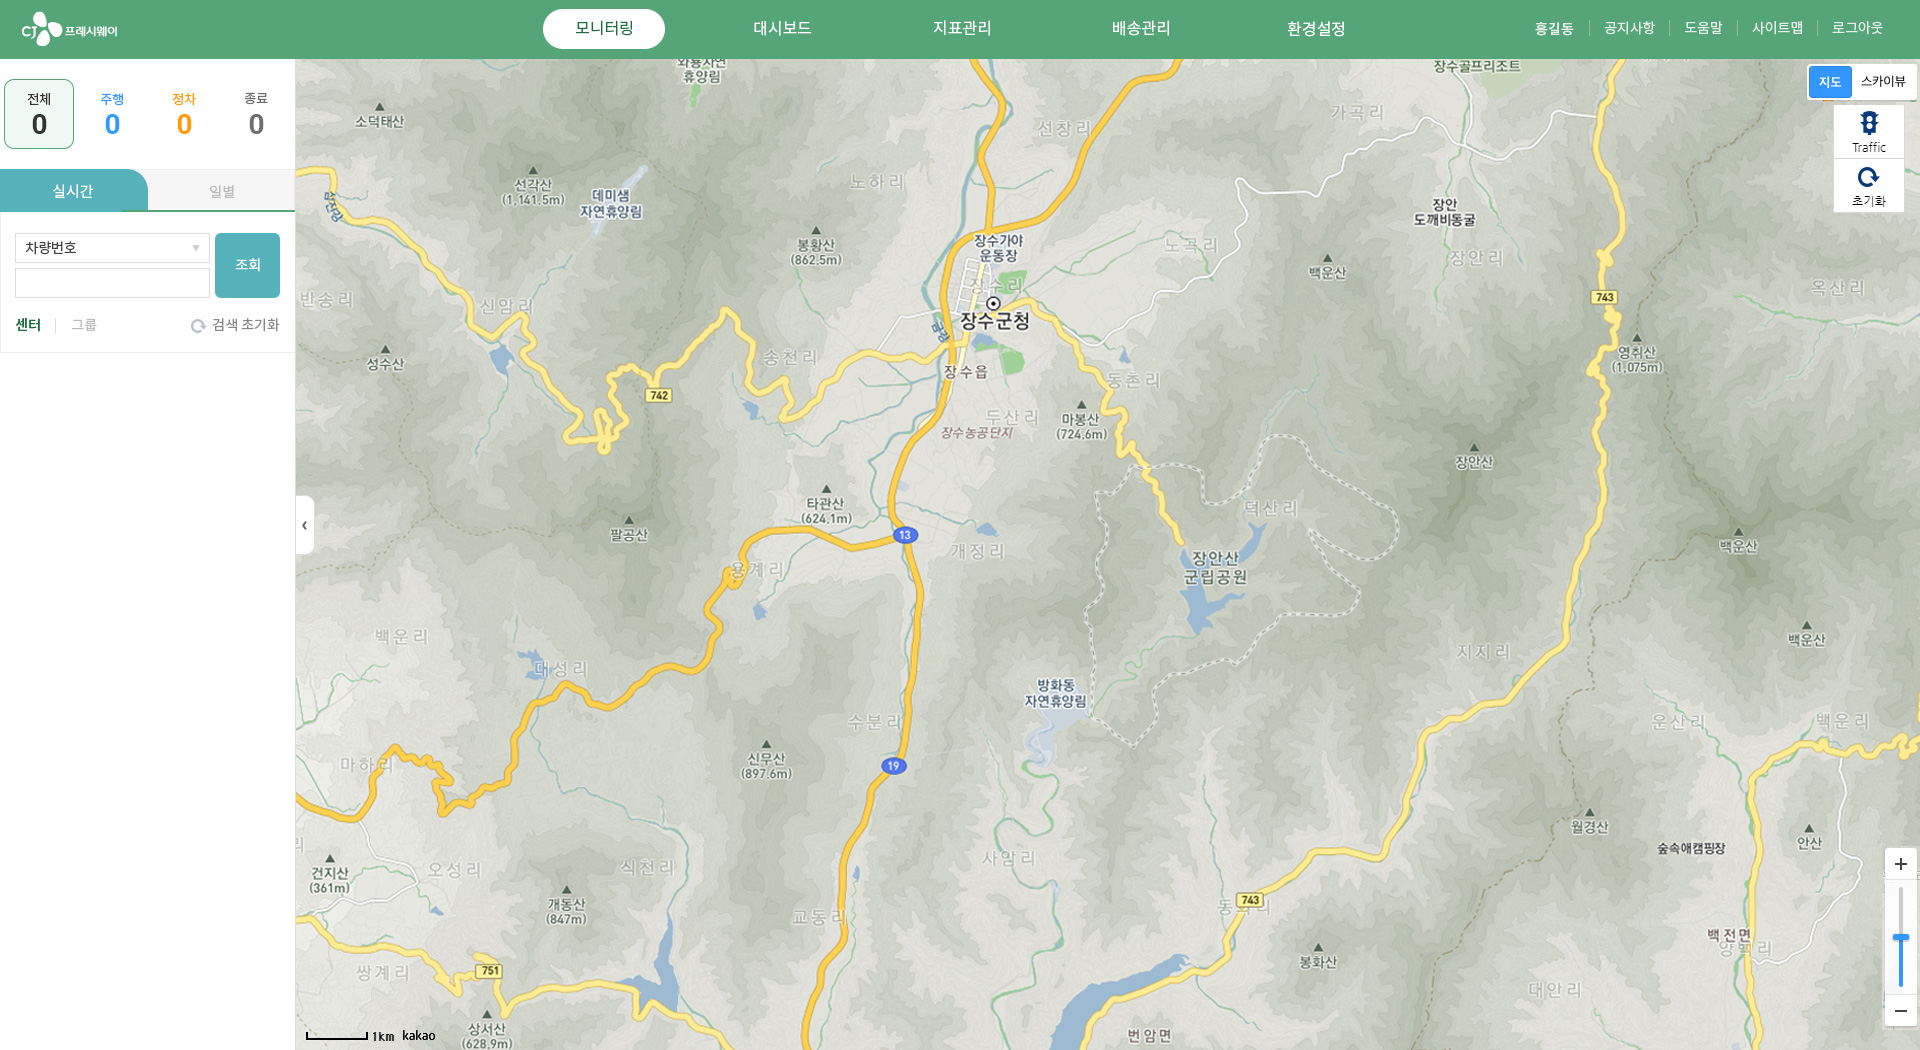 CJ 프레시웨이
모니터링
대시보드
지표관리
배송관리
환경설정
홍길동
공지사항
도움말
사이트맵
로그아웃
전체
0
주행
0
정차
0
종료
0
실시간
일별
차량번호
조회
센터
그룹
검색 초기화
지도
스카이뷰
Traffic
초기화
와룡자연
휴양림
장수골프리조트
소덕태산
선창리
가곡리
선각산
(1,141.5m)
데미샘
자연휴양림
노하리
섬진강
장안
도깨비동굴
봉황산
(862.5m)
장수가야
운동장
노곡리
장안리
백운산
장수리
옥산리
반송리
신암리
743
장수군청
금강
성수산
송천리
영취산
(1,075m)
장수읍
동촌리
742
두산리
마봉산
(724.6m)
장수농공단지
장안산
타관산
(624.1m)
덕산리
팔공산
13
개정리
백운산
장안산
군립공원
용계리
백운리
백운산
지지리
대성리
방화동
자연휴양림
수분리
운산리
백운리
신무산
(897.6m)
마하리
19
월경산
안산
숲속애캠핑장
리
건지산
(361m)
오성리
식천리
사암리
개동산
(847m)
743
동화리
교동리
백전면
양백리
봉화산
쌍계리
751
대안리
상서산
(628.9m)
번암면
1km
kakao